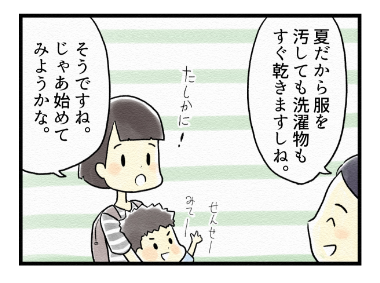 夏だから服を
汚しても洗濯物も
すぐ乾きますしね。
たしかに!
そうですね。
じゃあ始めて
みようかな。
せんせー
みてー